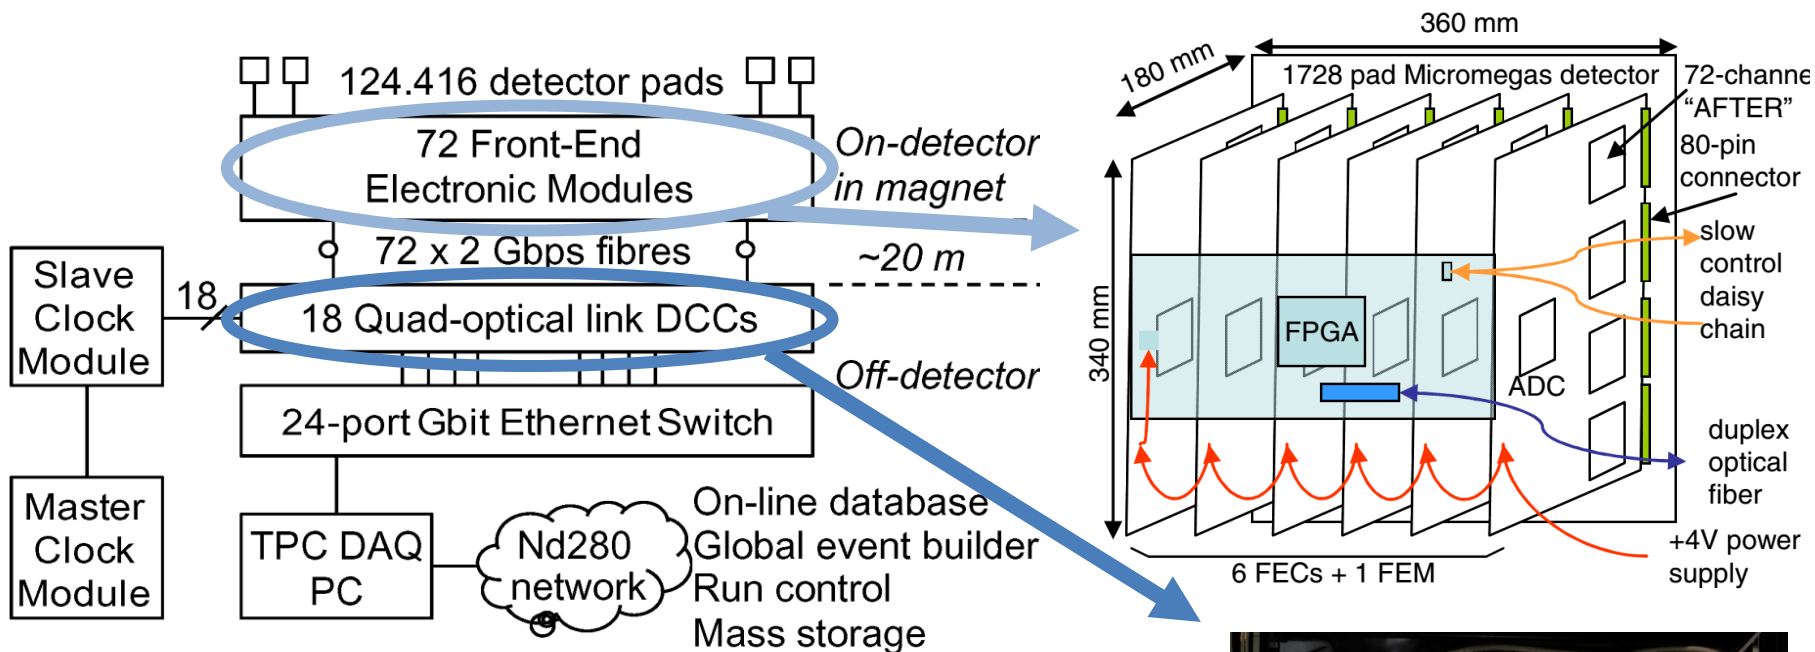 124.416 detector pads
72 Front-End
Electronic Modules
On-detector
in magnet
72 x 2 Gbps fibres
~20 m
Slave
Clock
Module
18
18 Quad-optical link DCCs
Off-detector
24-port Gbit Ethernet Switch
Master
Clock
Module
TPC DAQ
PC
Nd280
network
On-line database
Global event builder
Run control
Mass storage
360 mm
180 mm
1728 pad Micromegas detector
72-channe
“AFTER”
80-pin
connector
slow
control
daisy
chain
340 mm
FPGA
ADC
duplex
optical
fiber
+4V power
supply
6 FECs + 1 FEM